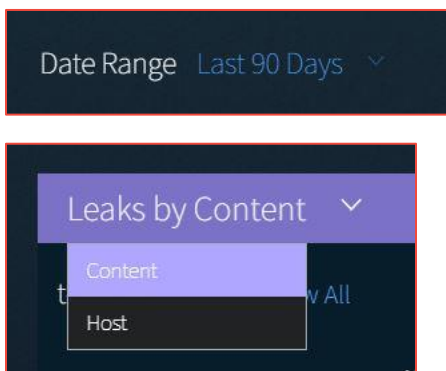 Date Range Last 90 Days
Leaks by Content
Content
t w All
Host